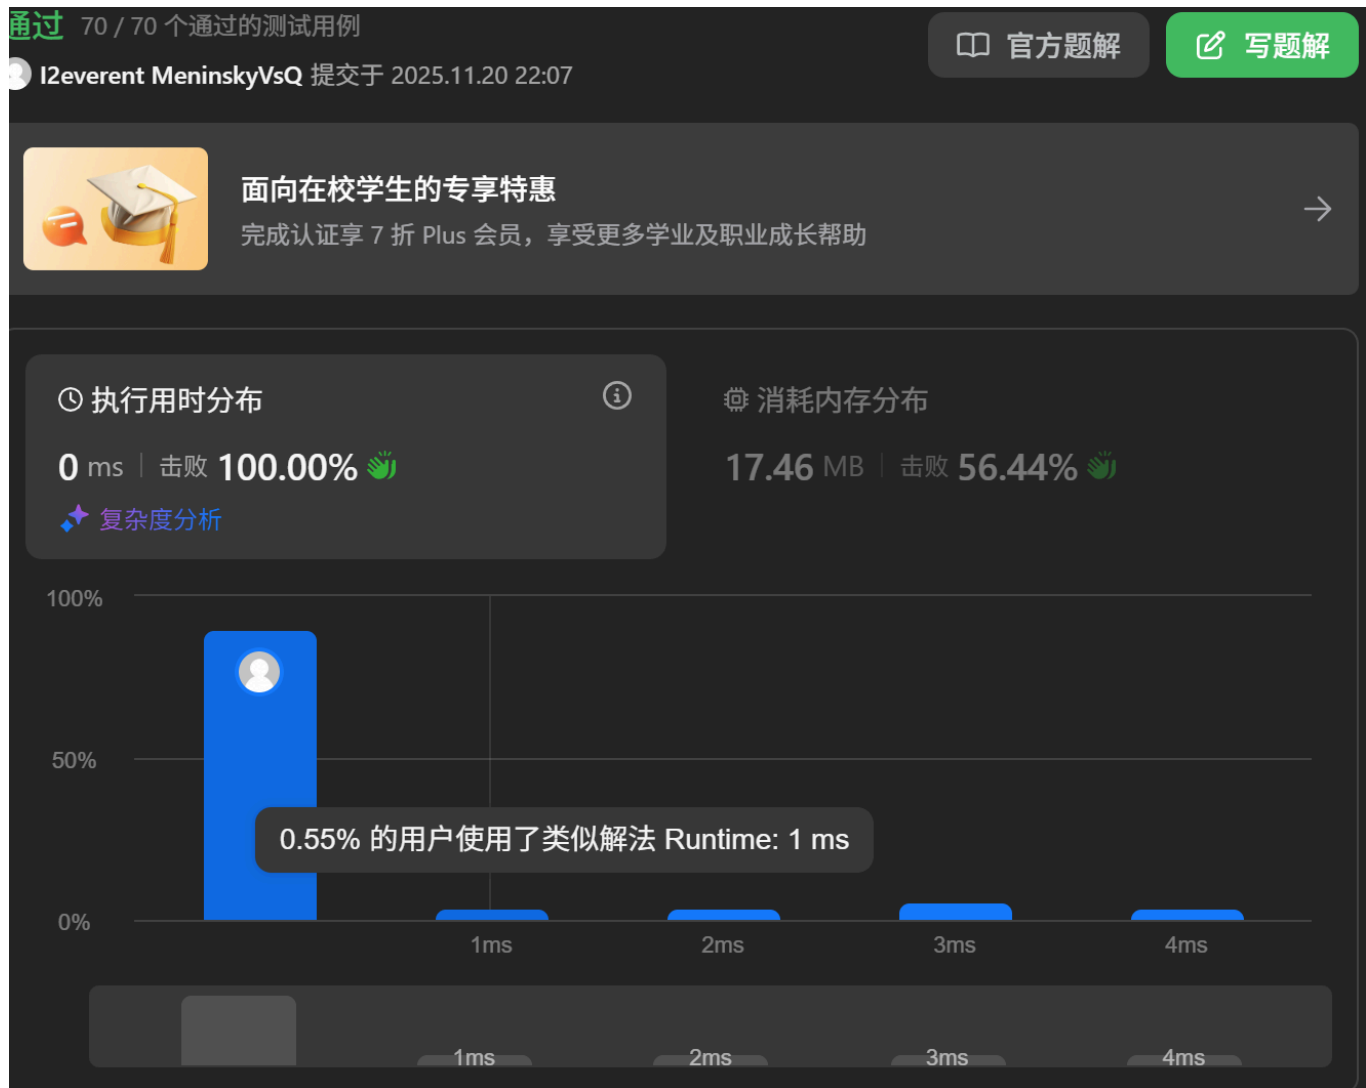 通过 70 / 70 个通过的测试用例
官方题解
写题解
I2everent MeninskyVsQ 提交于 2025.11.20 22:07
面向在校学生的专享特惠
完成认证享 7 折 Plus 会员，享受更多学业及职业成长帮助
执行用时分布
0 ms 击败 100.00%
复杂度分析
消耗内存分布
17.46 MB 击败 56.44%
100%
50%
0.55% 的用户使用了类似解法 Runtime: 1 ms
0%
1ms 2ms 3ms 4ms
1ms 2ms 3ms 4ms